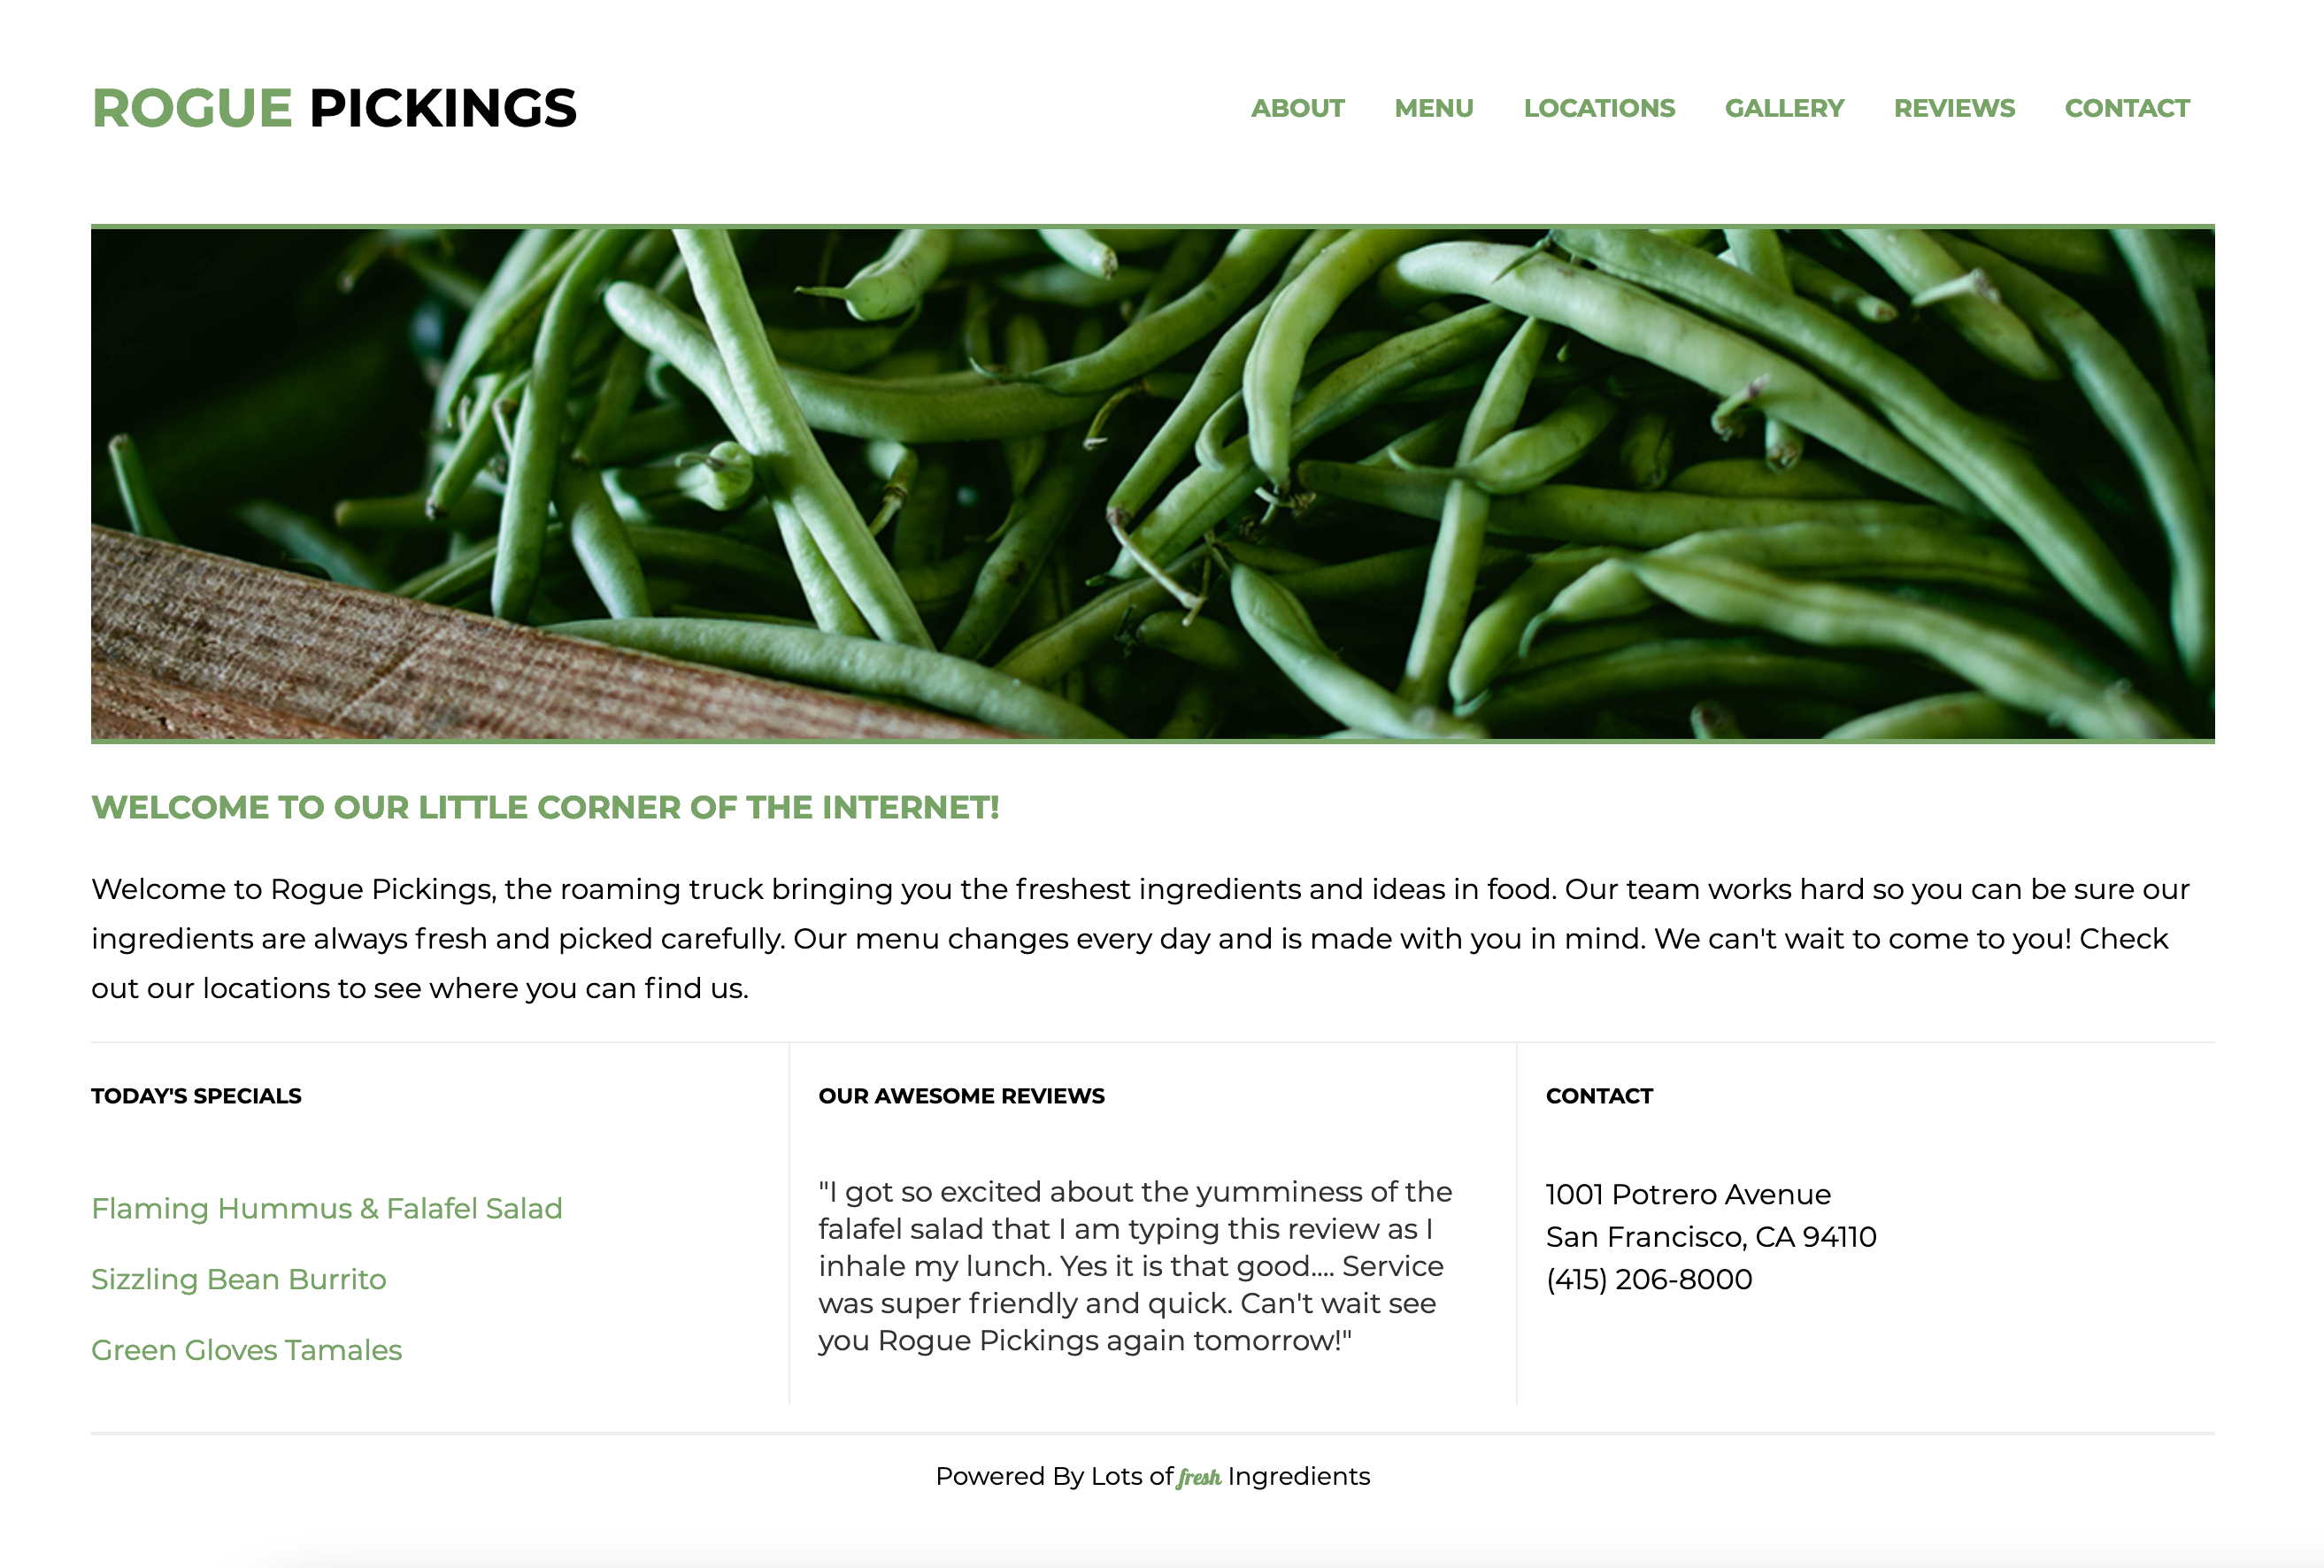 ROGUE PICKINGS
ABOUT MENU LOCATIONS GALLERY REVIEWS CONTACT
WELCOME TO OUR LITTLE CORNER OF THE INTERNET!
Welcome to Rogue Pickings, the roaming truck bringing you the freshest ingredients and ideas in food. Our team works hard so you can be sure our
ingredients are always fresh and picked carefully. Our menu changes every day and is made with you in mind. We can't wait to come to you! Check
out our locations to see where you can find us.
TODAY'S SPECIALS
Flaming Hummus & Falafel Salad
Sizzling Bean Burrito
Green Gloves Tamales
OUR AWESOME REVIEWS
"I got so excited about the yumminess of the
falafel salad that I am typing this review as I
inhale my lunch. Yes it is that good.... Service
was super friendly and quick. Can't wait see
you Rogue Pickings again tomorrow!"
CONTACT
1001 Potrero Avenue
San Francisco, CA 94110
(415) 206-8000
Powered By Lots of fresh Ingredients